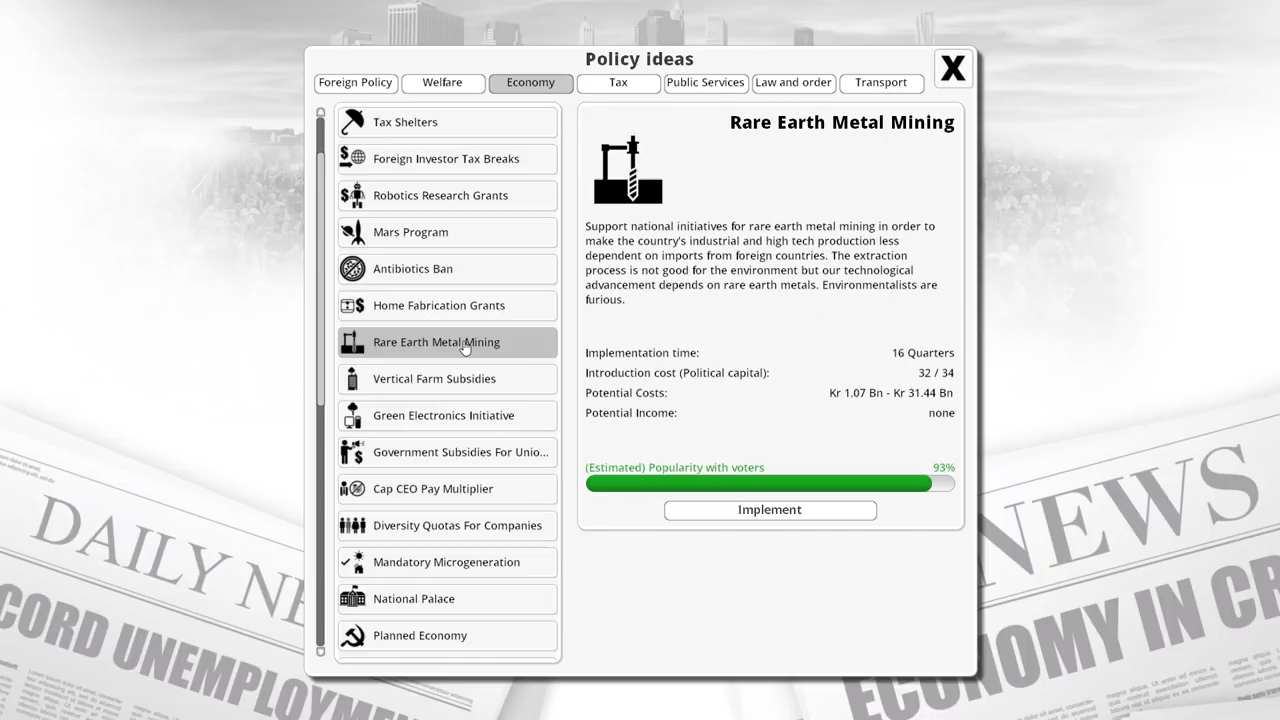 Policy ideas
X
Foreign Policy
Welfare
Economy
Tax
Public Services
Law and order
Transport
Tax Shelters
Foreign Investor Tax Breaks
Robotics Research Grants
Mars Program
Antibiotics Ban
Home Fabrication Grants
Rare Earth Metal Mining
Vertical Farm Subsidies
Green Electronics Initiative
Government Subsidies For Unio...
Cap CEO Pay Multiplier
Diversity Quotas For Companies
Mandatory Microgeneration
National Palace
Planned Economy
Rare Earth Metal Mining
Support national initiatives for rare earth metal mining in order to
make the country's industrial and high tech production less
dependent on imports from foreign countries. The extraction
process is not good for the environment but our technological
advancement depends on rare earth metals. Environmentalists are
furious.
Implementation time: 16 Quarters
Introduction cost (Political capital): 32 / 34
Potential Costs: Kr 1.07 Bn - Kr 31.44 Bn
Potential Income: none
(Estimated) Popularity with voters 93%
Implement
DAILY NE
CORD UNEMPLOYM
NEWS
ECONOMY IN CR